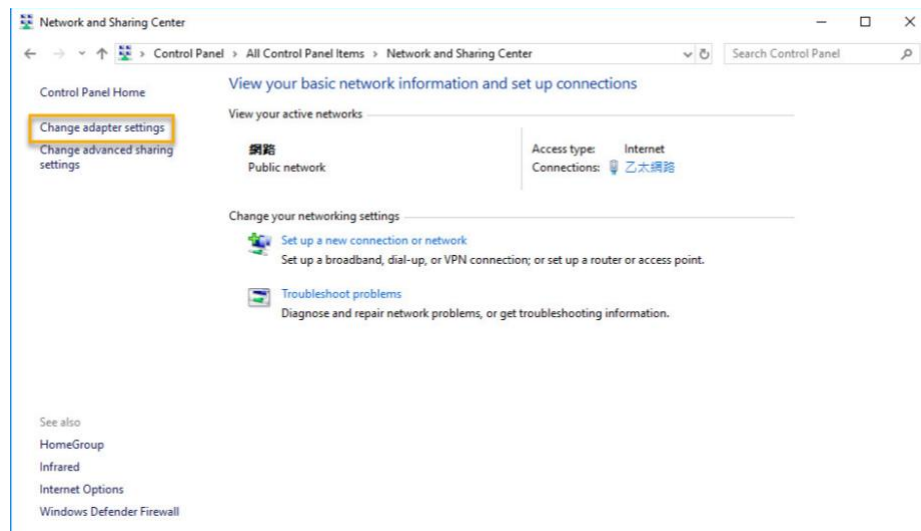 Network and Sharing Center
Control Panel > All Control Panel Items > Network and Sharing Center
Search Control Panel
Control Panel Home
Change adapter settings
Change advanced sharing
settings
View your basic network information and set up connections
View your active networks
網路
Public network
Access type: Internet
Connections: 乙太網路
Change your networking settings
Set up a new connection or network
Set up a broadband, dial-up, or VPN connection; or set up a router or access point.
Troubleshoot problems
Diagnose and repair network problems, or get troubleshooting information.
See also
HomeGroup
Infrared
Internet Options
Windows Defender Firewall